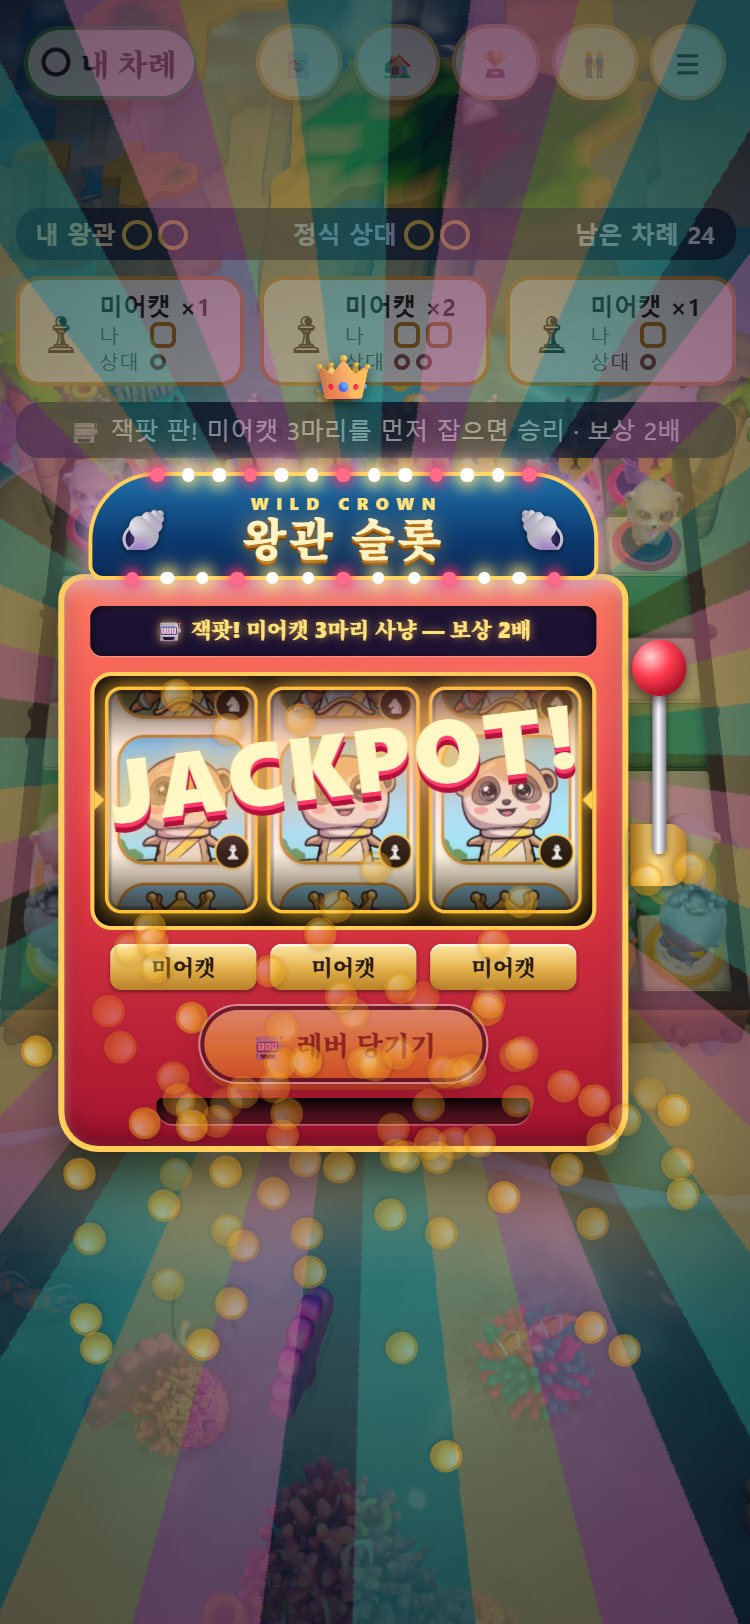 내 차례
내 왕관 정식 상대 남은 차례 24
미어캣 ×1
나
상대
미어캣 ×2
나
상대
미어캣 ×1
나
상대
잭팟 판! 미어캣 3마리를 먼저 잡으면 승리 · 보상 2배
WILD CROWN
왕관 슬롯
잭팟! 미어캣 3마리 사냥 — 보상 2배
JACKPOT!
미어캣 미어캣 미어캣
레버 당기기